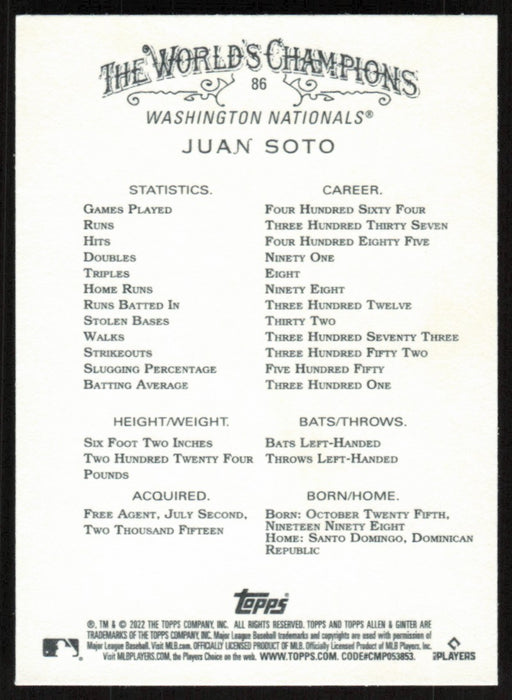 THE WORLD'S CHAMPIONS
86
WASHINGTON NATIONALS®
JUAN SOTO
STATISTICS. CAREER.
GAMES PLAYED FOUR HUNDRED SIXTY FOUR
RUNS THREE HUNDRED THIRTY SEVEN
HITS FOUR HUNDRED EIGHTY FIVE
DOUBLES NINETY ONE
TRIPLES EIGHT
HOME RUNS NINETY EIGHT
RUNS BATTED IN THREE HUNDRED TWELVE
STOLEN BASES THIRTY TWO
WALKS THREE HUNDRED SEVENTY THREE
STRIKEOUTS THREE HUNDRED FIFTY TWO
SLUGGING PERCENTAGE FIVE HUNDRED FIFTY
BATTING AVERAGE THREE HUNDRED ONE
HEIGHT/WEIGHT. BATS/THROWS.
SIX FOOT TWO INCHES BATS LEFT-HANDED
TWO HUNDRED TWENTY FOUR THROWS LEFT-HANDED
POUNDS
ACQUIRED. BORN/HOME.
FREE AGENT, JULY SECOND, BORN: OCTOBER TWENTY FIFTH,
TWO THOUSAND FIFTEEN NINETEEN NINETY EIGHT
HOME: SANTO DOMINGO, DOMINICAN
REPUBLIC
Topps®
®, TM & © 2022 THE TOPPS COMPANY, INC. ALL RIGHTS RESERVED. TOPPS AND TOPPS ALLEN & GINTER ARE
TRADEMARKS OF THE TOPPS COMPANY, INC. Major League Baseball trademarks and copyrights are used with permission of
Major League Baseball. Visit MLB.com. OFFICIALLY LICENSED PRODUCT OF MLB. Officially Licensed Product of MLB Players, Inc.
Visit MLBPLAYERS.COM, the Players Choice on the web. WWW.TOPPS.COM. CODE#CMP053853.
PLAYERS